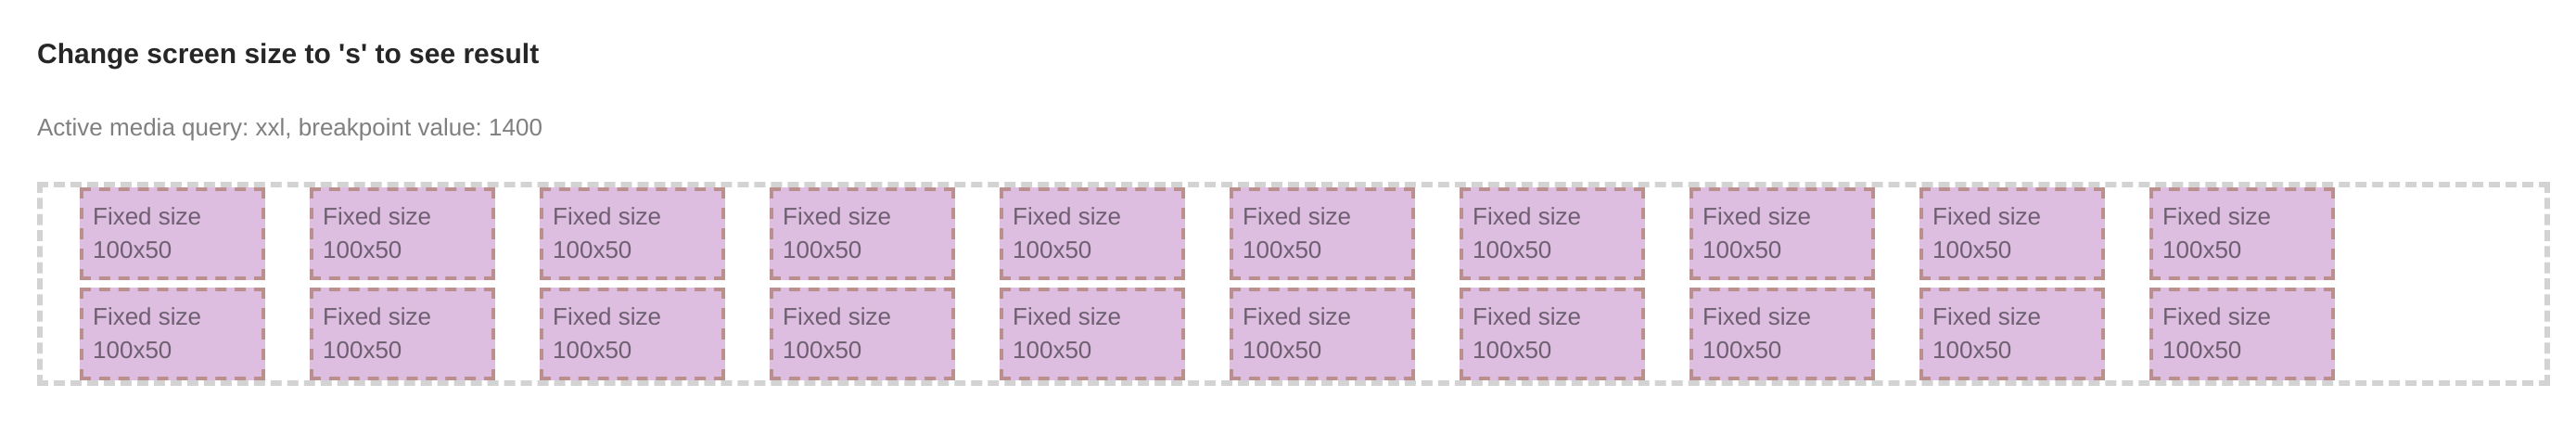 Change screen size to 's' to see result
Active media query: xxl, breakpoint value: 1400
Fixed size Fixed size Fixed size Fixed size Fixed size Fixed size Fixed size Fixed size Fixed size Fixed size
100x50 100x50 100x50 100x50 100x50 100x50 100x50 100x50 100x50 100x50
Fixed size Fixed size Fixed size Fixed size Fixed size Fixed size Fixed size Fixed size Fixed size Fixed size
100x50 100x50 100x50 100x50 100x50 100x50 100x50 100x50 100x50 100x50